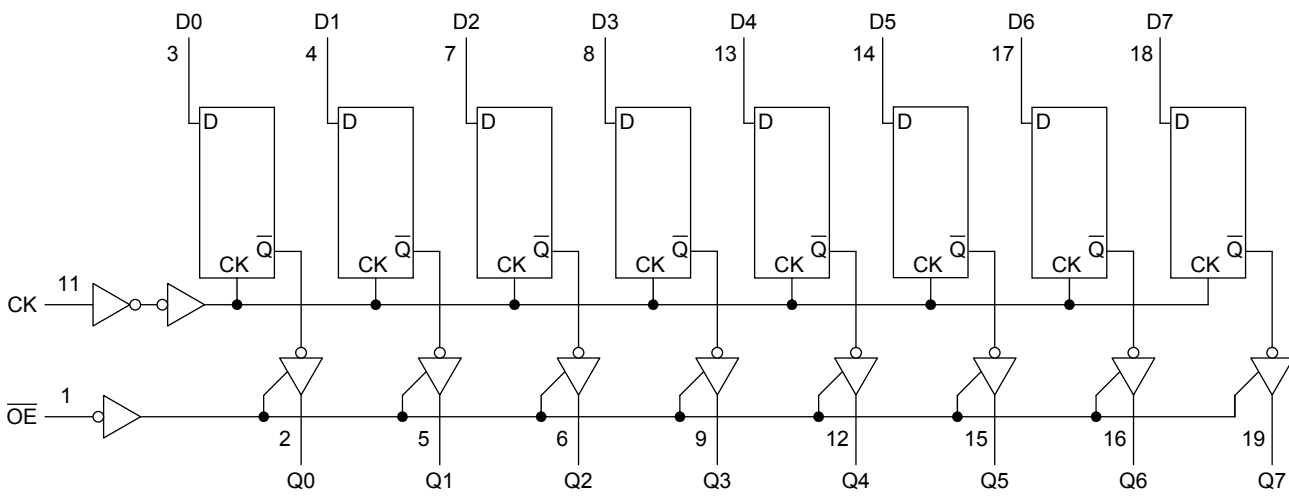 D0 D1 D2 D3 D4 D5 D6 D7
3 4 7 8 13 14 17 18
D D D D D D D D
Q̅ Q̅ Q̅ Q̅ Q̅ Q̅ Q̅ Q̅
CK CK CK CK CK CK CK CK
CK 11
O̅E̅ 1
2 5 6 9 12 15 16 19
Q0 Q1 Q2 Q3 Q4 Q5 Q6 Q7